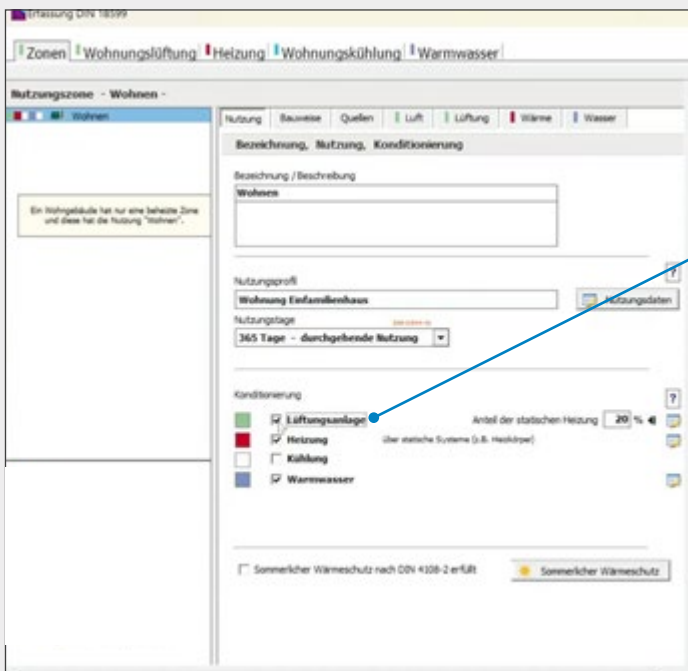 Erfassung DIN 18599
Zonen Wohnungslüftung Heizung Wohnungskühlung Warmwasser
Nutzungszone - Wohnen -
Wohnen
Ein Wohngebäude hat nur eine beheizte Zone
und diese hat die Nutzung "Wohnen".
Nutzung Bauweise Quellen Luft Lüftung Wärme Wasser
Bezeichnung, Nutzung, Konditionierung
Bezeichnung / Beschreibung
Wohnen
?
Nutzungsprofil
Wohnung Einfamilienhaus Nutzungsdaten
Nutzungstage
365 Tage - durchgehende Nutzung
Konditionierung
?
Lüftungsanlage Anteil der statischen Heizung 20 %
Heizung über statische Systeme (z.B. Heizkörper)
Kühlung
Warmwasser
Sommerlicher Wärmeschutz nach DIN 4108-2 erfüllt Sommerlicher Wärmeschutz